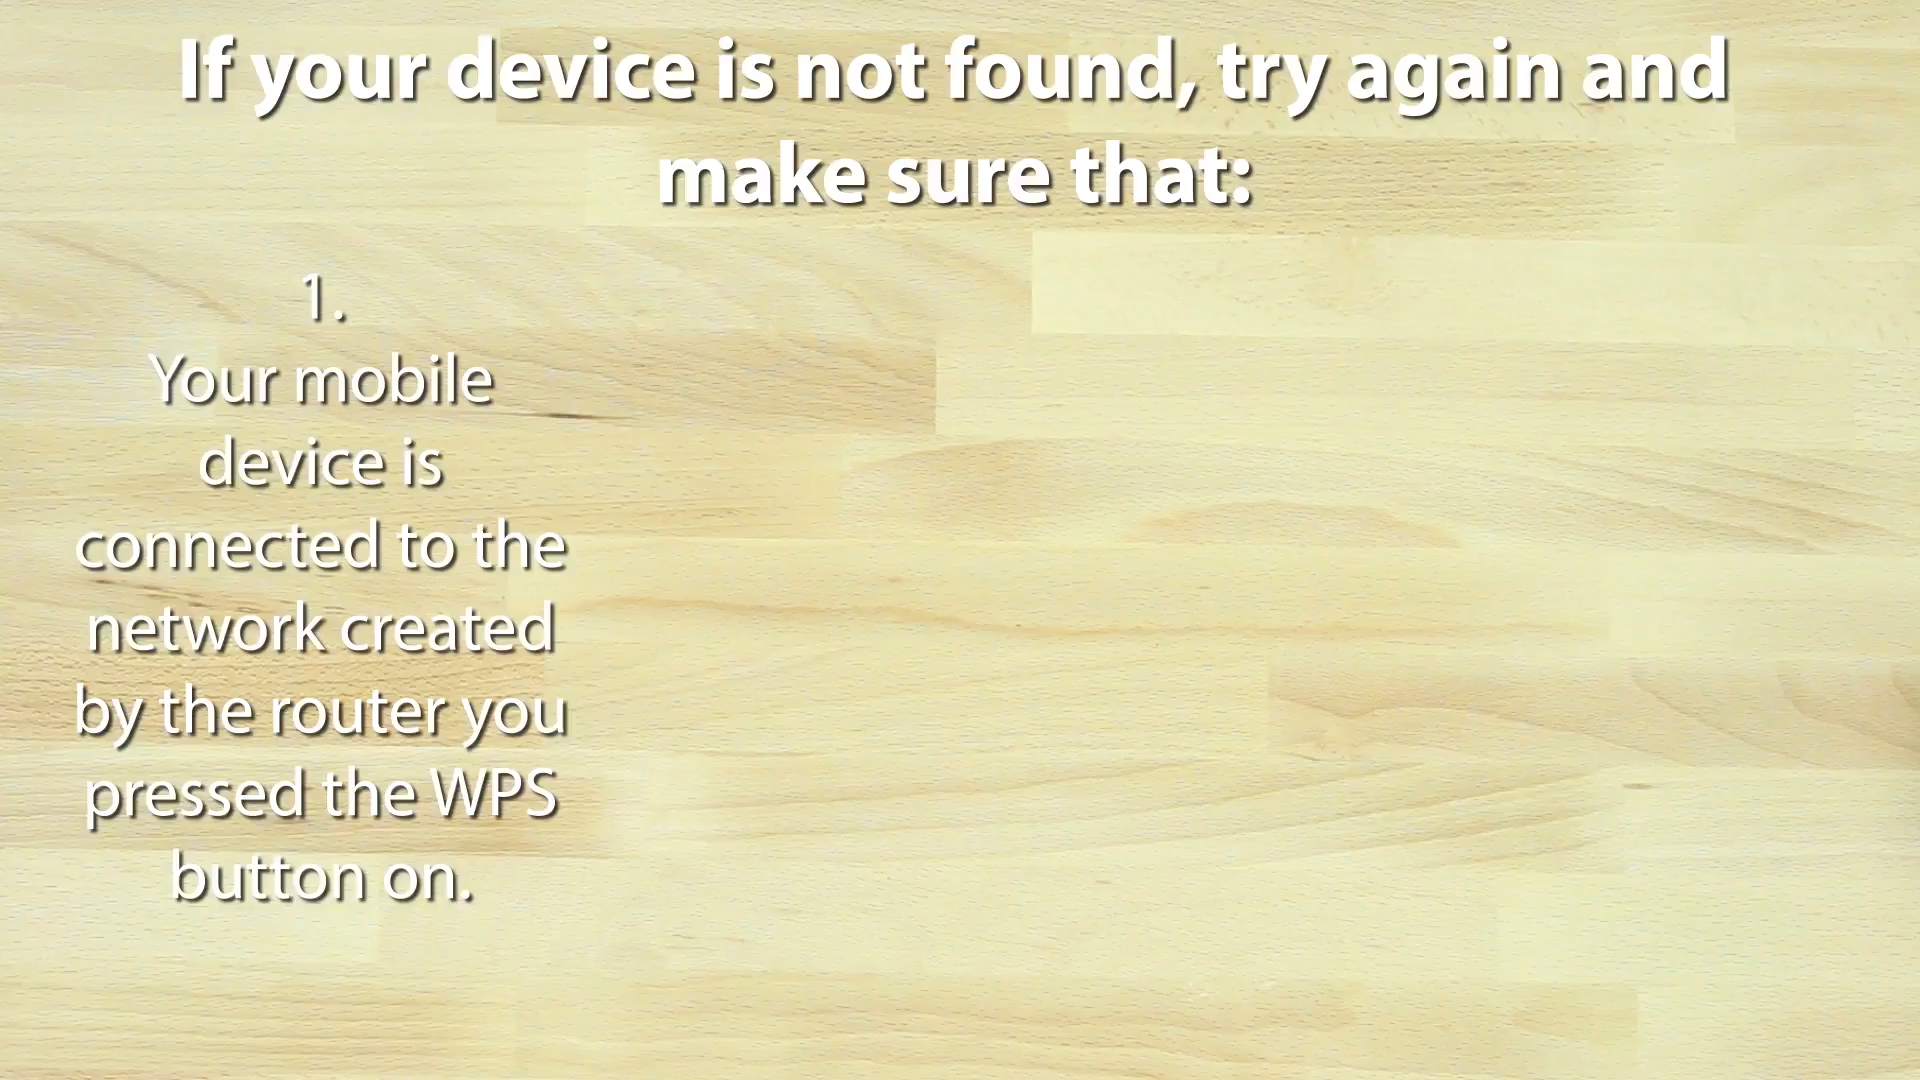 If your device is not found, try again and
make sure that:
1.
Your mobile
device is
connected to the
network created
by the router you
pressed the WPS
button on.